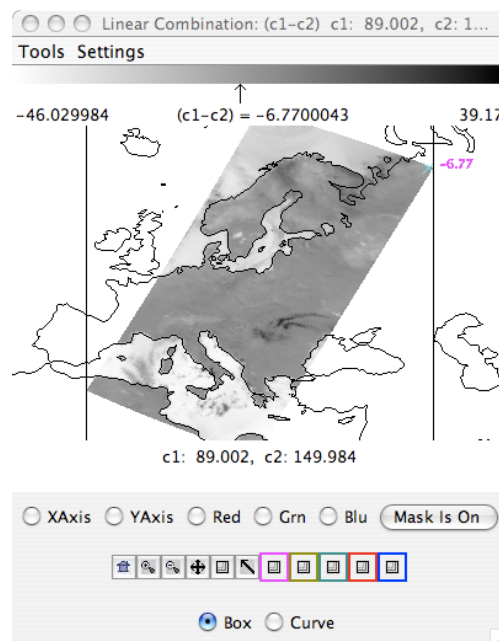 Linear Combination: (c1-c2) c1: 89.002, c2: 1...
Tools Settings
-46.029984 (c1-c2) = -6.7700043 39.17
-6.77
c1: 89.002, c2: 149.984
XAxis YAxis Red Grn Blu Mask Is On
Box Curve